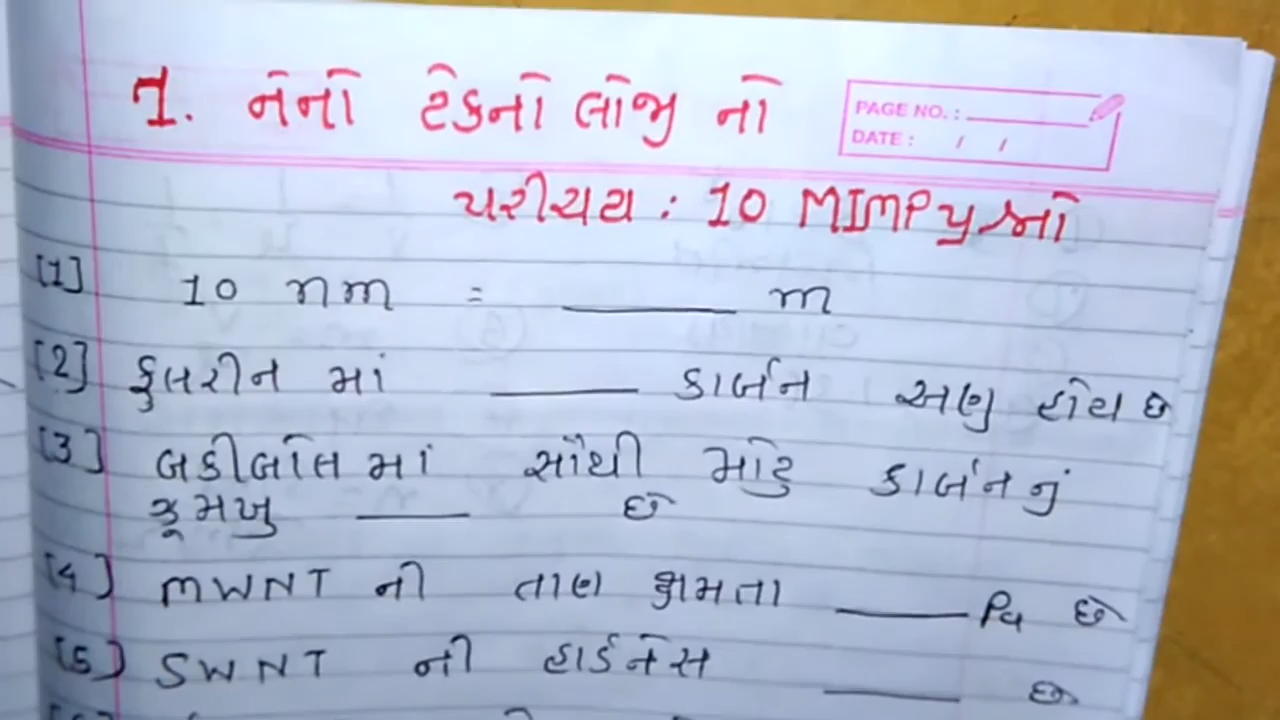 1. નેનો ટેકનોલોજી નો
PAGE NO. :
DATE : / /
પરીચય : 10 MIMP પ્રશ્નો
[1] 10 nm = ______ m
[2] ફુલરીન માં ______ કાર્બન અણુ હોય છે
[3] બકીબોલ માં સૌથી મોટુ કાર્બનનું
ઝૂમખુ ______ છે
[4] MWNT ની તાણ ક્ષમતા ______ Pa છે
[5] SWNT ની હાર્ડનેસ ______ છે